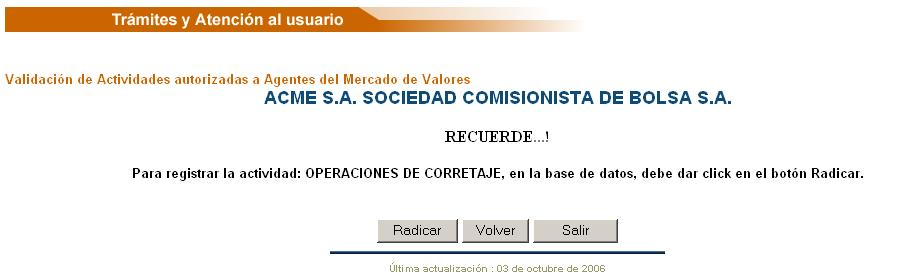 Trámites y Atención al usuario
Validación de Actividades autorizadas a Agentes del Mercado de Valores
ACME S.A. SOCIEDAD COMISIONISTA DE BOLSA S.A.
RECUERDE...!
Para registrar la actividad: OPERACIONES DE CORRETAJE, en la base de datos, debe dar click en el botón Radicar.
Radicar Volver Salir
Última actualización : 03 de octubre de 2006